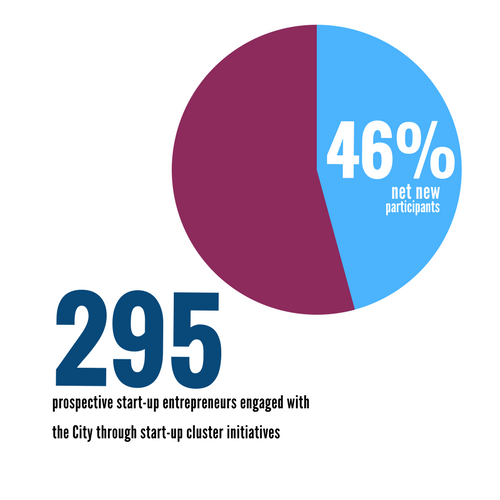 46%
net new
participants
295
prospective start-up entrepreneurs engaged with
the City through start-up cluster initiatives